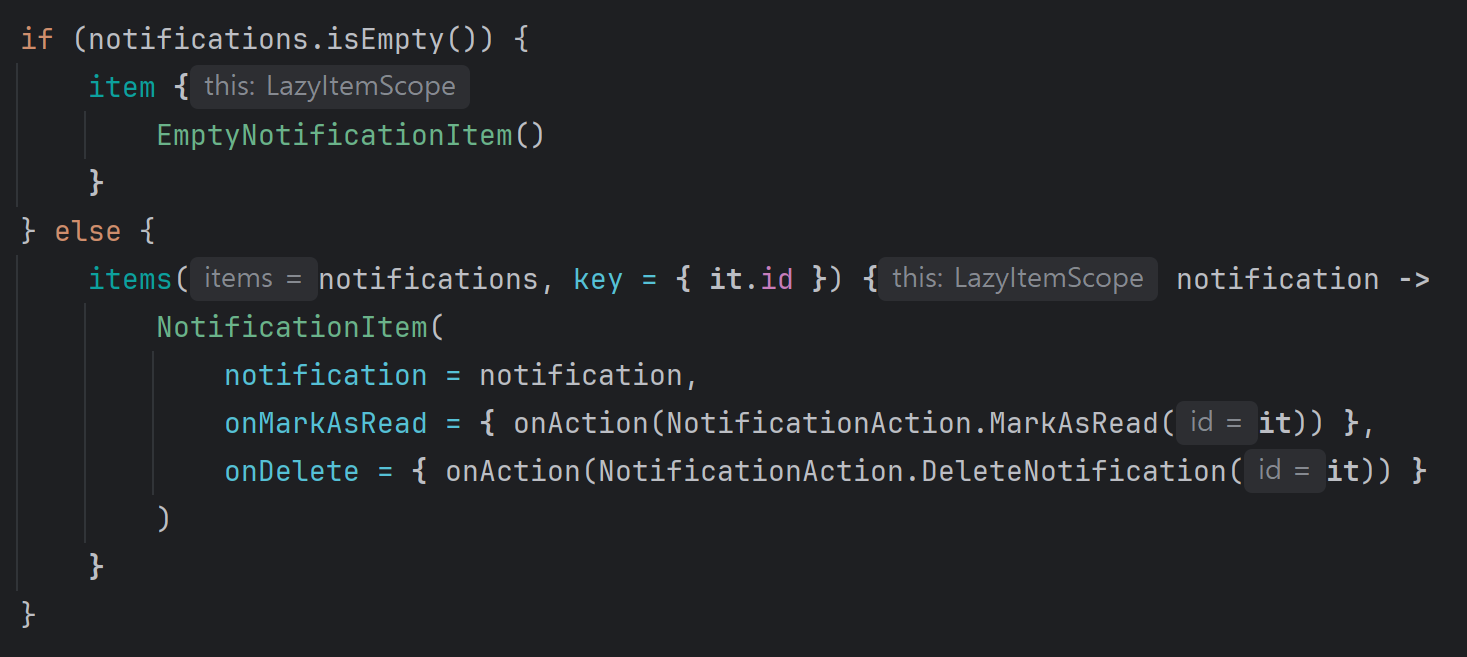 if (notifications.isEmpty()) {
    item { this: LazyItemScope
        EmptyNotificationItem()
    }
} else {
    items( items = notifications, key = { it.id }) { this: LazyItemScope notification ->
        NotificationItem(
            notification = notification,
            onMarkAsRead = { onAction(NotificationAction.MarkAsRead( id = it)) },
            onDelete = { onAction(NotificationAction.DeleteNotification( id = it)) }
        )
    }
}